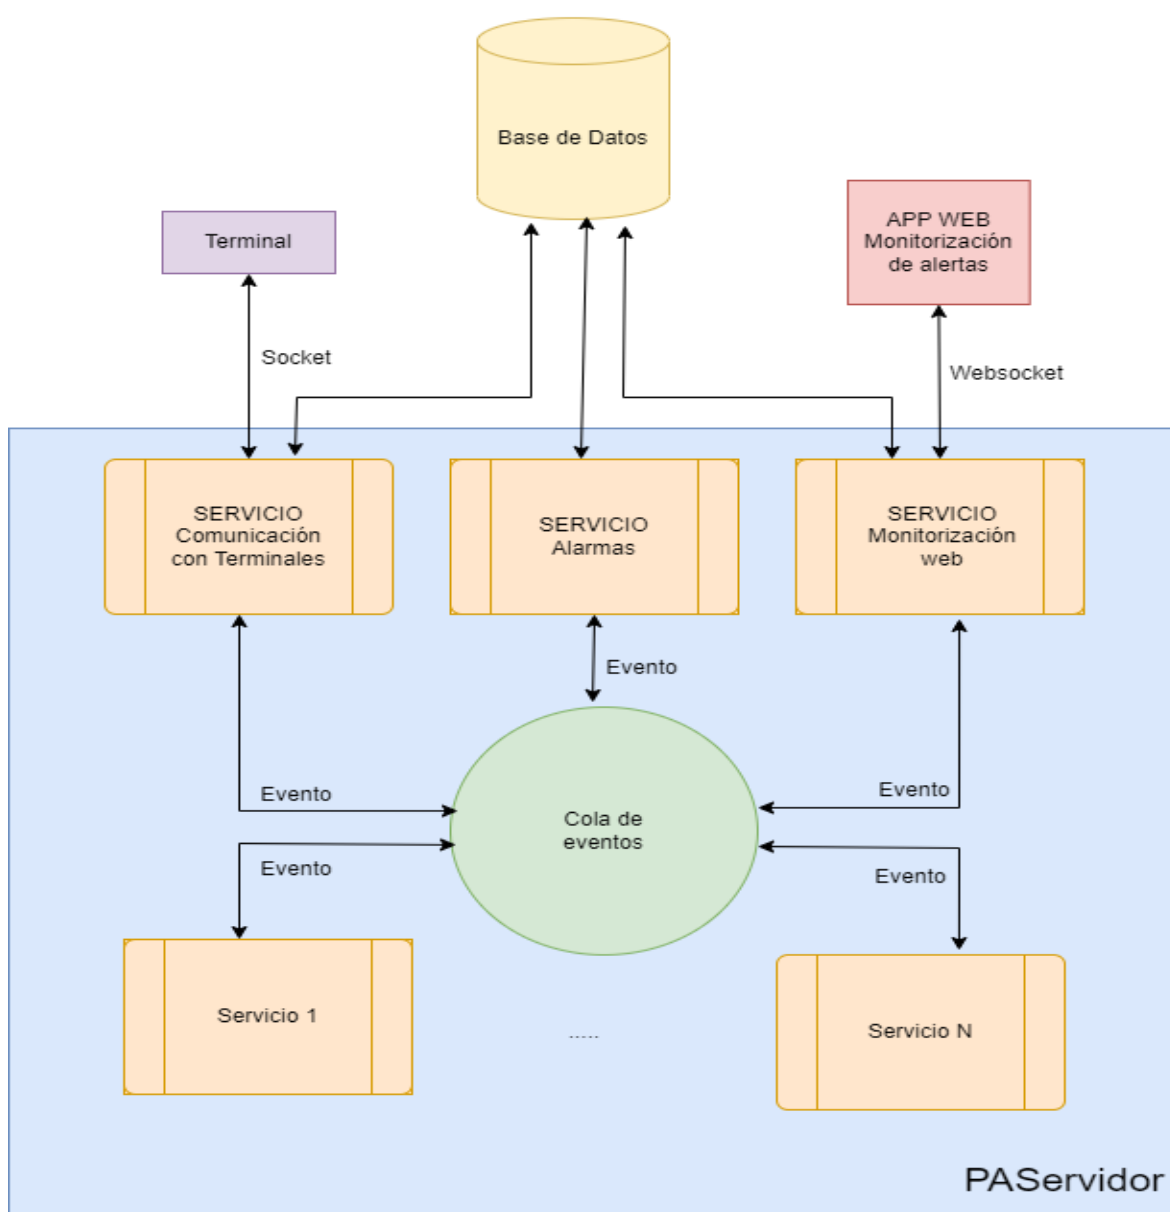 Base de Datos
Terminal
APP WEB
Monitorización
de alertas
Socket
Websocket
SERVICIO
Comunicación
con Terminales
SERVICIO
Alarmas
SERVICIO
Monitorización
web
Evento
Evento
Evento
Cola de
eventos
Evento
Evento
Servicio 1
.....
Servicio N
PAServidor